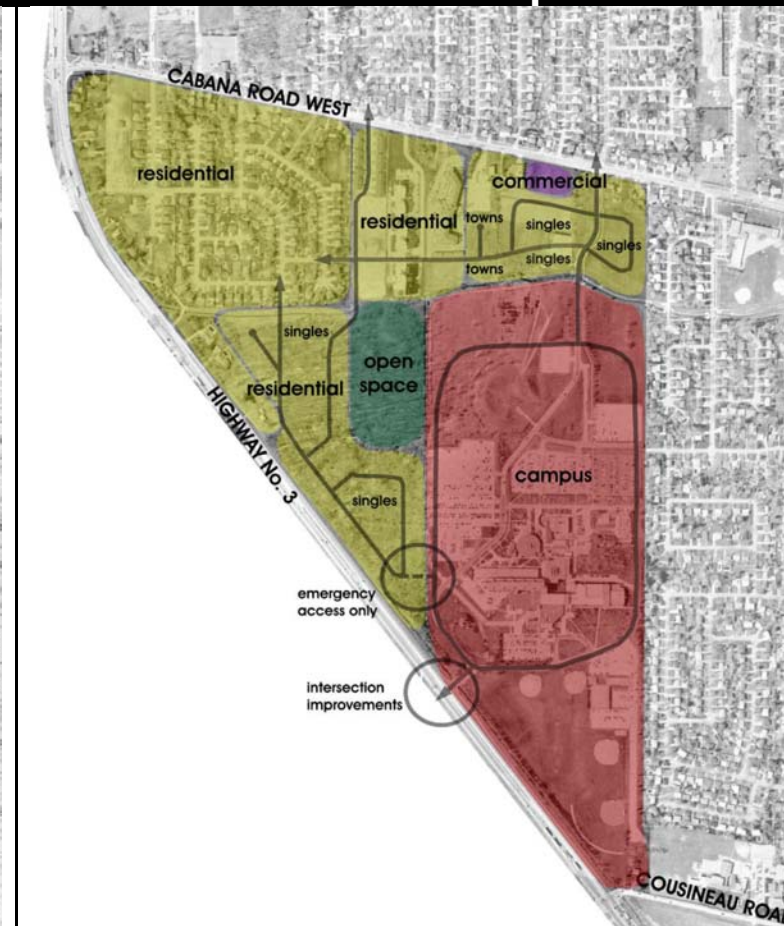 CABANA ROAD WEST
residential
commercial
residential
towns
singles
singles
towns
singles
singles
open
space
residential
HIGHWAY No. 3
campus
singles
emergency
access only
intersection
improvements
COUSINEAU ROAD